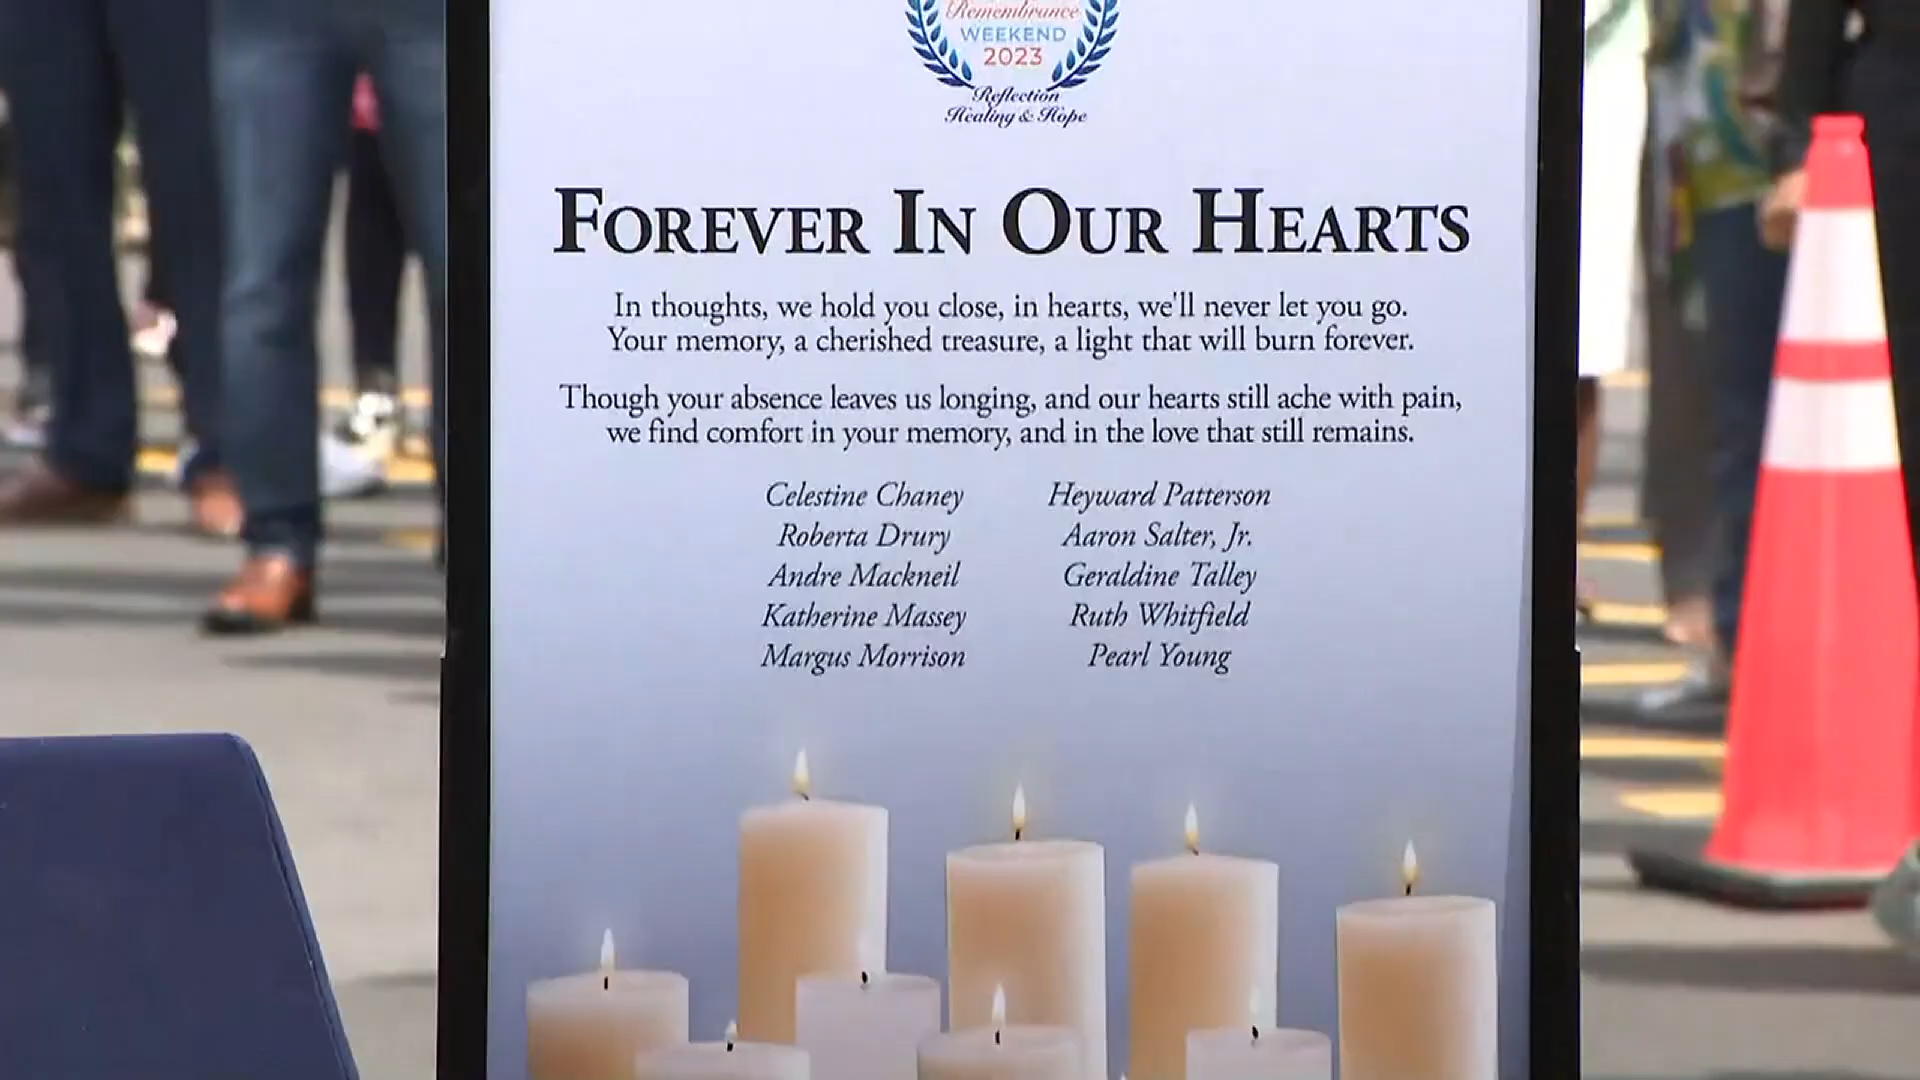 Remembrance
WEEKEND
2023
Reflection
Healing & Hope
FOREVER IN OUR HEARTS
In thoughts, we hold you close, in hearts, we'll never let you go.
Your memory, a cherished treasure, a light that will burn forever.
Though your absence leaves us longing, and our hearts still ache with pain,
we find comfort in your memory, and in the love that still remains.
Celestine Chaney
Roberta Drury
Andre Mackneil
Katherine Massey
Margus Morrison
Heyward Patterson
Aaron Salter, Jr.
Geraldine Talley
Ruth Whitfield
Pearl Young